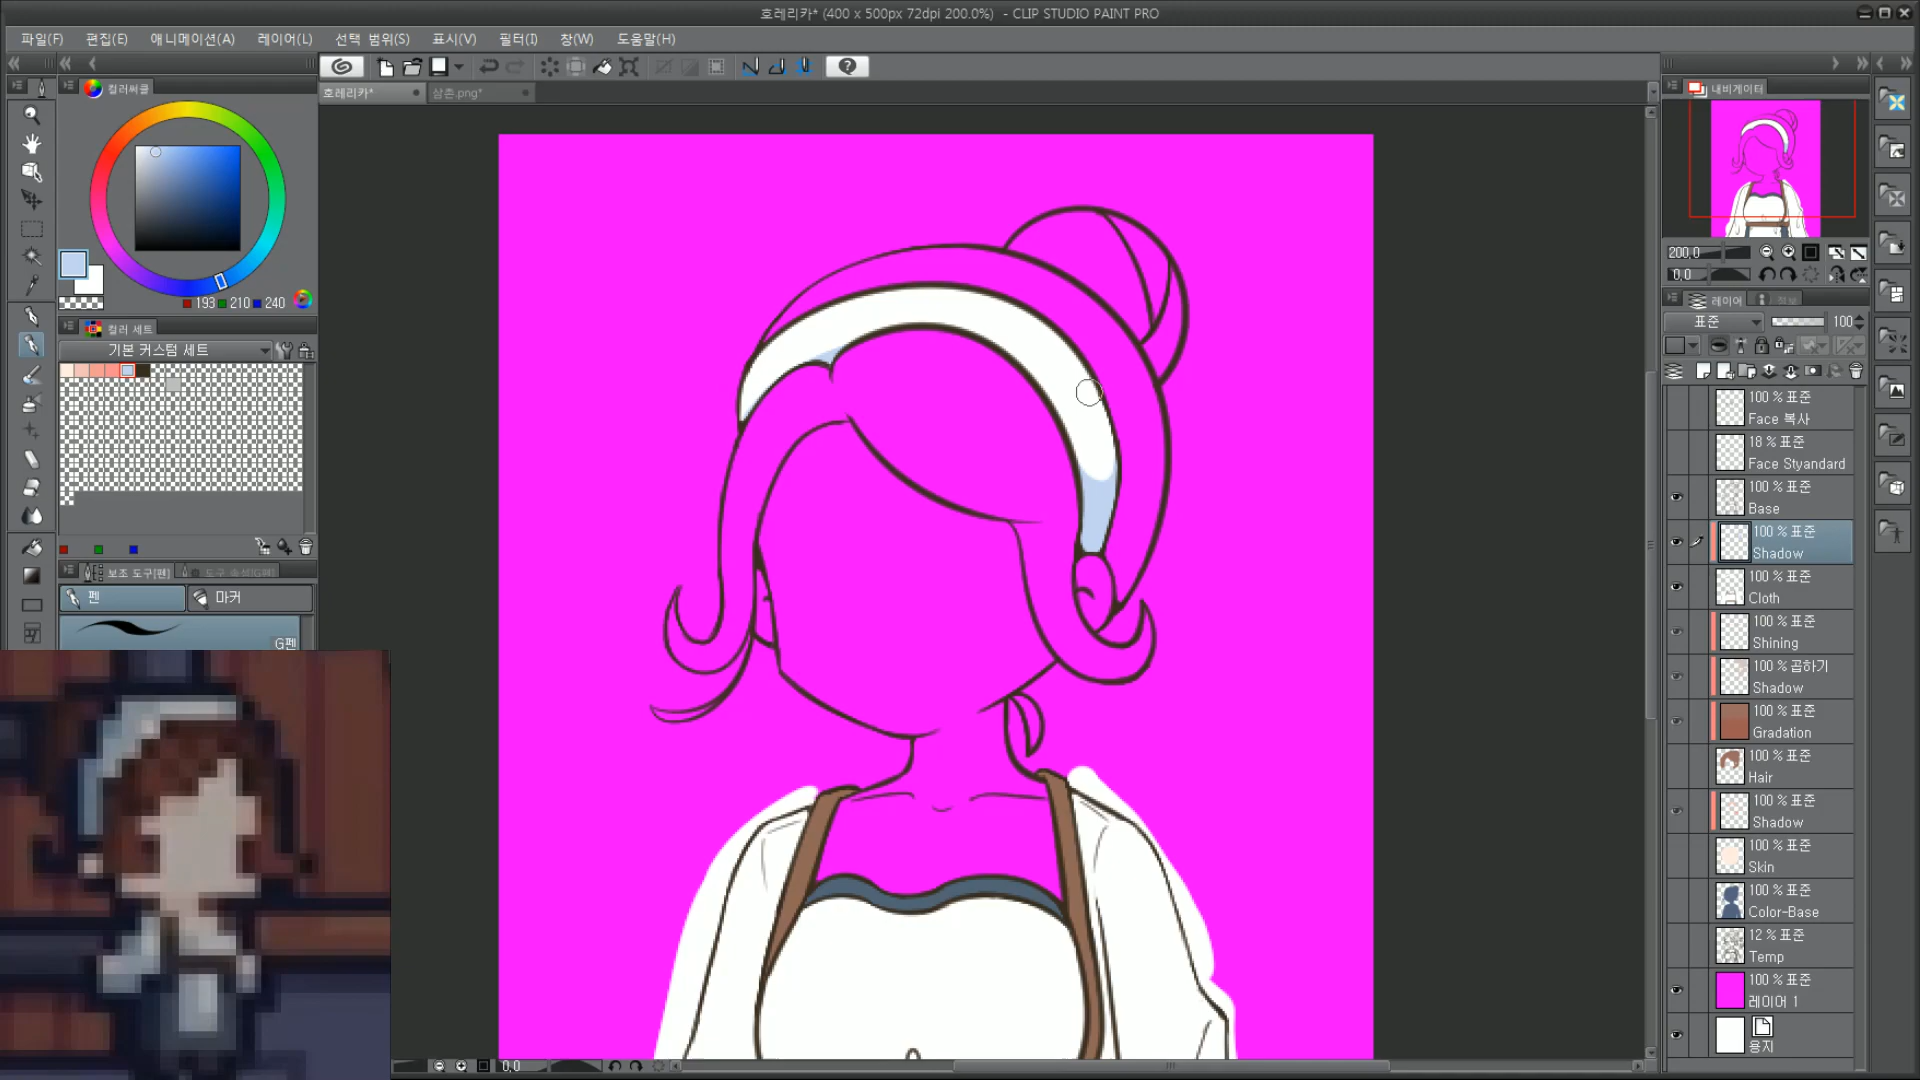 호레리카* (400 x 500px 72dpi 200.0%) - CLIP STUDIO PAINT PRO
파일(F) 편집(E) 애니메이션(A) 레이어(L) 선택 범위(S) 표시(V) 필터(I) 창(W) 도움말(H)
호레리카*
삼촌.png*
컬러써클
193 210 240
컬러 세트
기본 커스텀 세트
보조 도구[펜]
도구 속성[G펜]
펜
마커
G펜
내비게이터
200.0
0.0
레이어
정보
표준
100
100 % 표준
Face 복사
18 % 표준
Face Styandard
100 % 표준
Base
100 % 표준
Shadow
100 % 표준
Cloth
100 % 표준
Shining
100 % 곱하기
Shadow
100 % 표준
Gradation
100 % 표준
Hair
100 % 표준
Shadow
100 % 표준
Skin
100 % 표준
Color-Base
12 % 표준
Temp
100 % 표준
레이어 1
용지
0,0